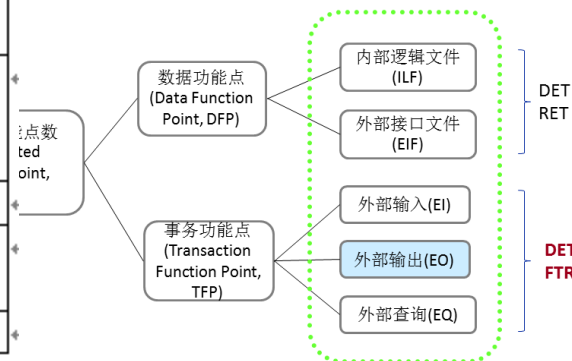 能点数
ted
oint,
数据功能点
(Data Function
Point, DFP)
事务功能点
(Transaction
Function Point,
TFP)
内部逻辑文件
(ILF)
外部接口文件
(EIF)
外部输入(EI)
外部输出(EO)
外部查询(EQ)
DET
RET
DET
FTR